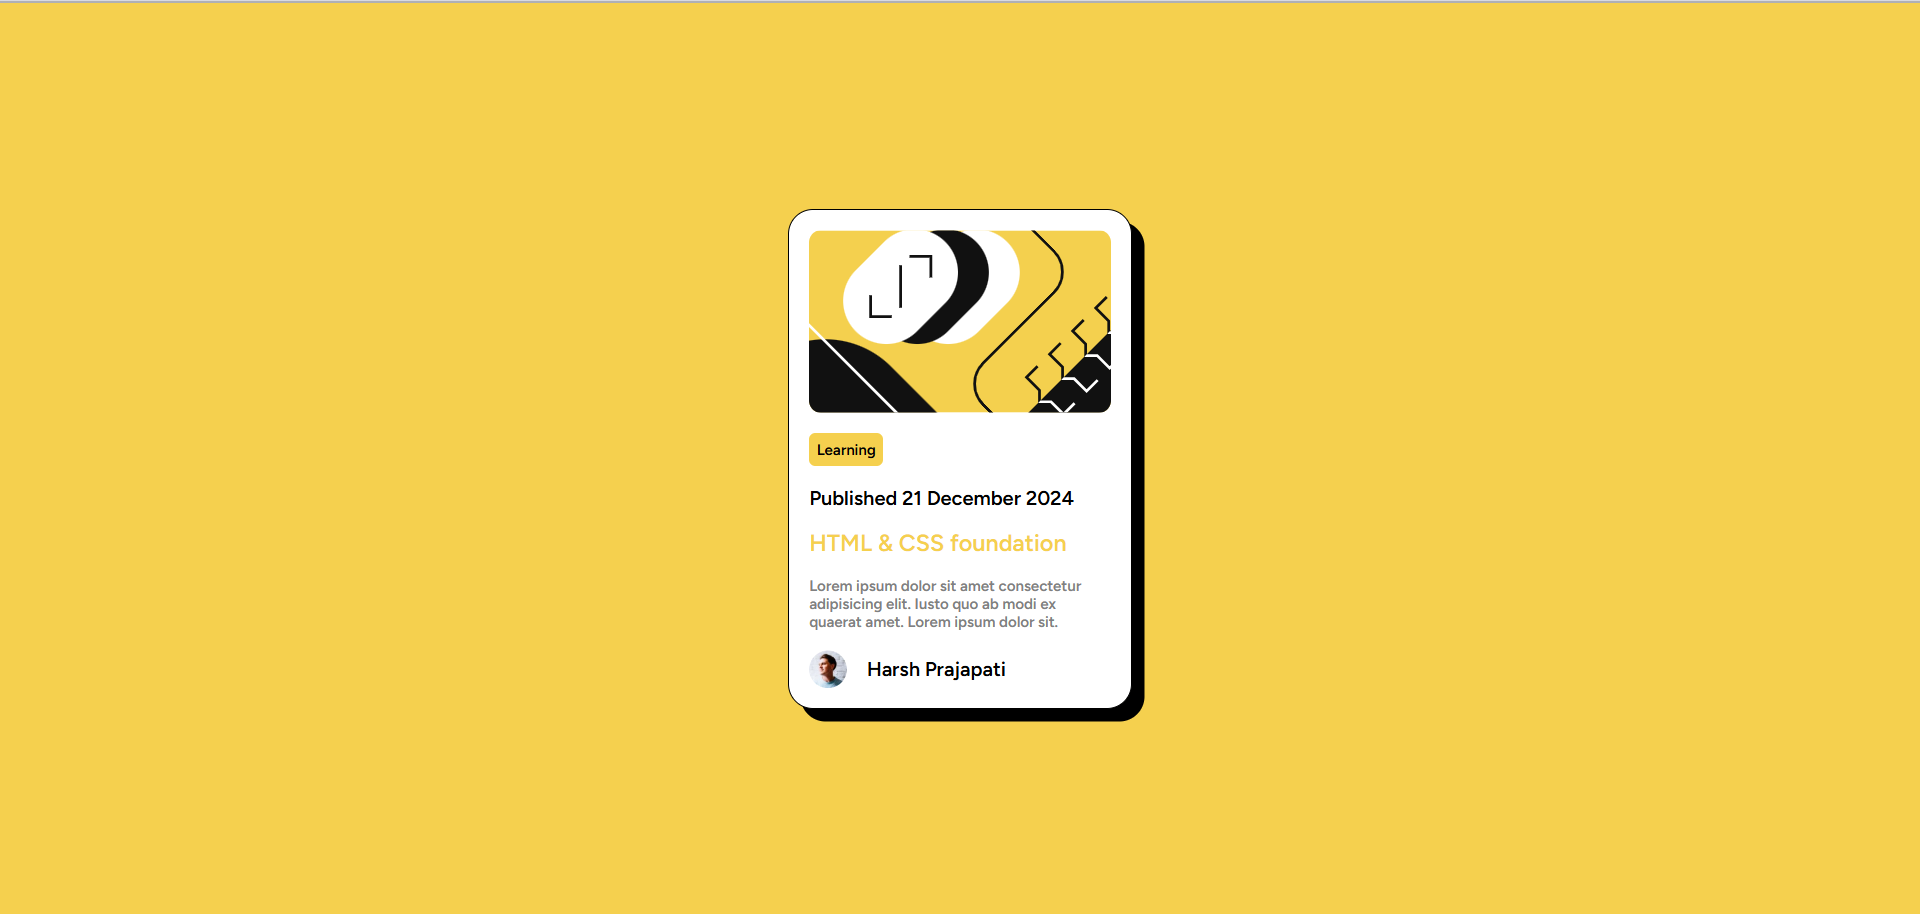 Learning
Published 21 December 2024
HTML & CSS foundation
Lorem ipsum dolor sit amet consectetur
adipisicing elit. Iusto quo ab modi ex
quaerat amet. Lorem ipsum dolor sit.
Harsh Prajapati